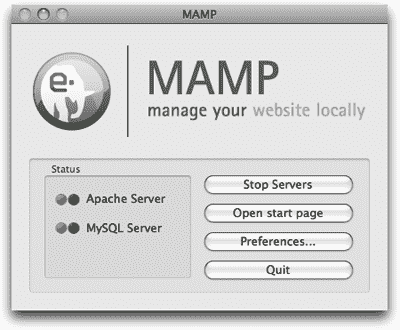 MAMP
e.
MAMP
manage your website locally
Status
Apache Server
MySQL Server
Stop Servers
Open start page
Preferences...
Quit